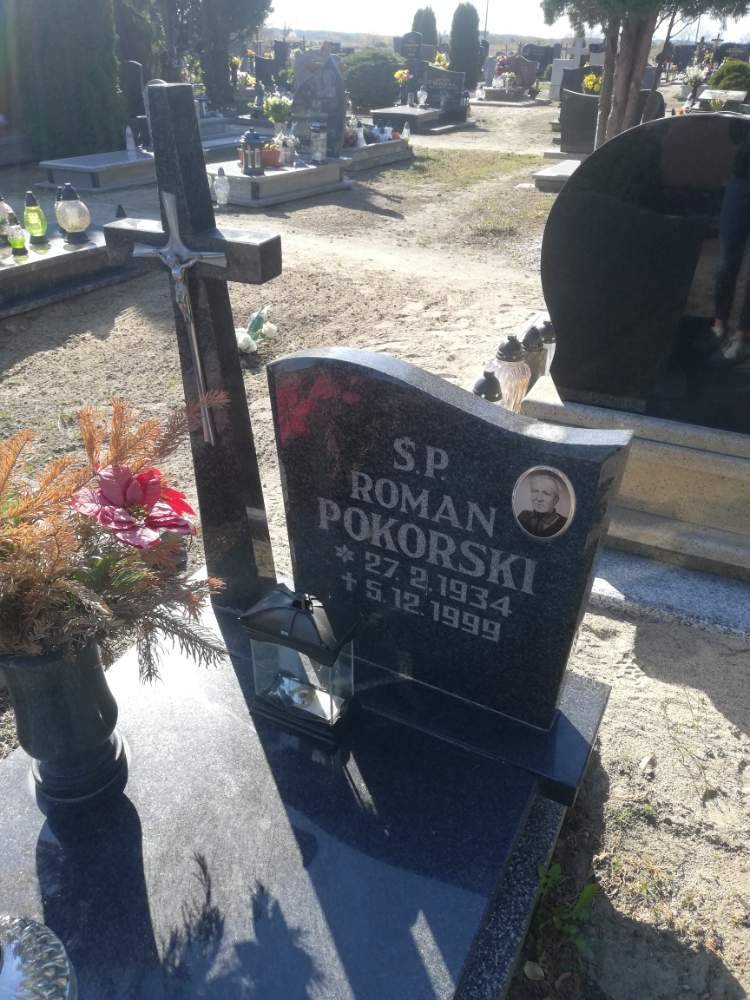 Ś.P.
ROMAN
POKORSKI
* 27. 2. 1934
+ 5. 12. 1999